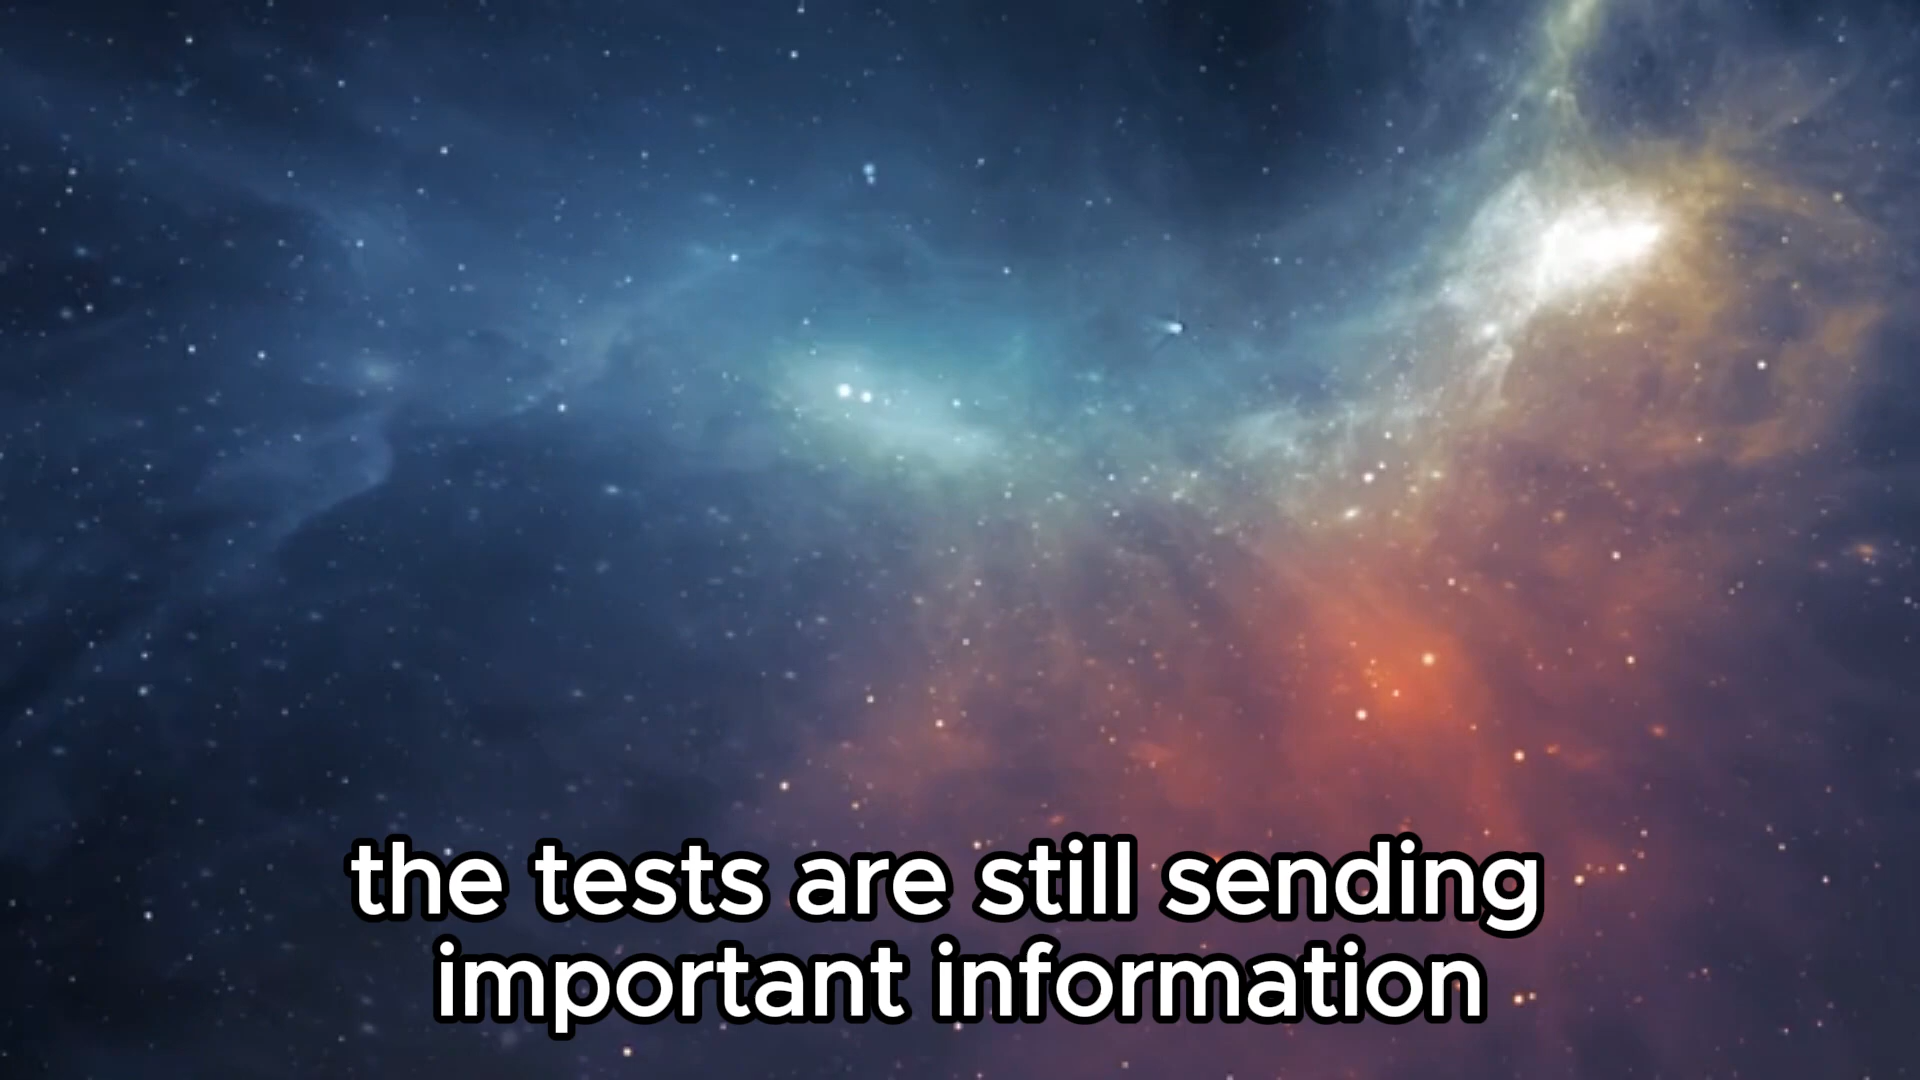 the tests are still sending
important information